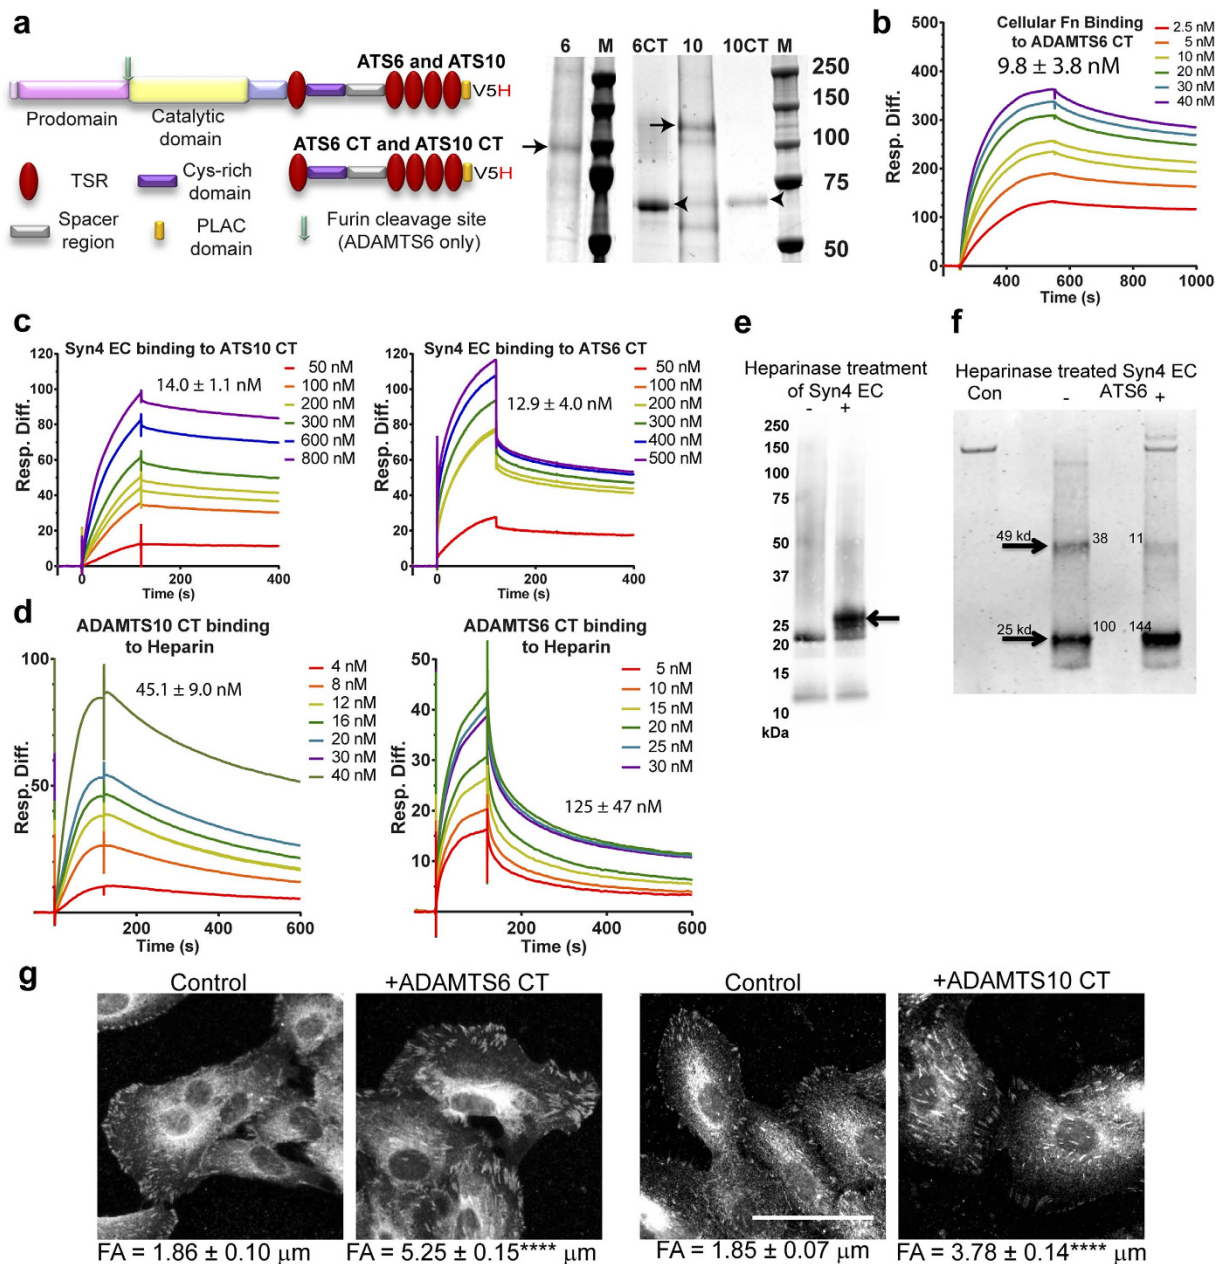 a
ATS6 and ATS10
V5H
Prodomain
Catalytic
domain
ATS6 CT and ATS10 CT
V5H
TSR
Cys-rich
domain
Spacer
region
PLAC
domain
Furin cleavage site
(ADAMTS6 only)
6 M 6CT 10 10CT M
250
150
100
75
50
b
Cellular Fn Binding
to ADAMTS6 CT
9.8 ± 3.8 nM
2.5 nM
5 nM
10 nM
20 nM
30 nM
40 nM
Resp. Diff.
500
400
300
200
100
0
400 600 800 1000
Time (s)
c
Syn4 EC binding to ATS10 CT
14.0 ± 1.1 nM
50 nM
100 nM
200 nM
300 nM
600 nM
800 nM
Resp. Diff.
120
100
80
60
40
20
0
0 200 400
Time (s)
Syn4 EC binding to ATS6 CT
12.9 ± 4.0 nM
50 nM
100 nM
200 nM
300 nM
400 nM
500 nM
Resp. Diff.
120
100
80
60
40
20
0
0 200 400
Time (s)
d
ADAMTS10 CT binding
to Heparin
45.1 ± 9.0 nM
4 nM
8 nM
12 nM
16 nM
20 nM
30 nM
40 nM
Resp. Diff.
100
50
200 400 600
Time (s)
ADAMTS6 CT binding
to Heparin
125 ± 47 nM
5 nM
10 nM
15 nM
20 nM
25 nM
30 nM
Resp. Diff.
50
40
30
20
10
200 400 600
Time (s)
e
Heparinase treatment
of Syn4 EC
- +
250
150
100
75
50
37
25
20
15
10
kDa
f
Heparinase treated Syn4 EC
Con - ATS6 +
49 kd 38 11
25 kd 100 144
g
Control
+ADAMTS6 CT
Control
+ADAMTS10 CT
FA = 1.86 ± 0.10 μm
FA = 5.25 ± 0.15**** μm
FA = 1.85 ± 0.07 μm
FA = 3.78 ± 0.14**** μm